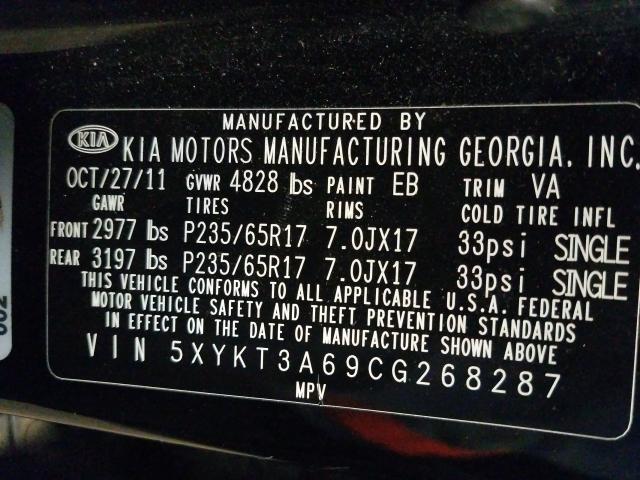 MANUFACTURED BY
KIA KIA MOTORS MANUFACTURING GEORGIA. INC.
OCT/27/11 GVWR 4828 lbs PAINT EB TRIM VA
GAWR TIRES RIMS COLD TIRE INFL
FRONT 2977 lbs P235/65R17 7.0JX17 33psi SINGLE
REAR 3197 lbs P235/65R17 7.0JX17 33psi SINGLE
THIS VEHICLE CONFORMS TO ALL APPLICABLE U.S.A. FEDERAL
MOTOR VEHICLE SAFETY AND THEFT PREVENTION STANDARDS
IN EFFECT ON THE DATE OF MANUFACTURE SHOWN ABOVE
VIN 5XYKT3A69CG268287
MPV